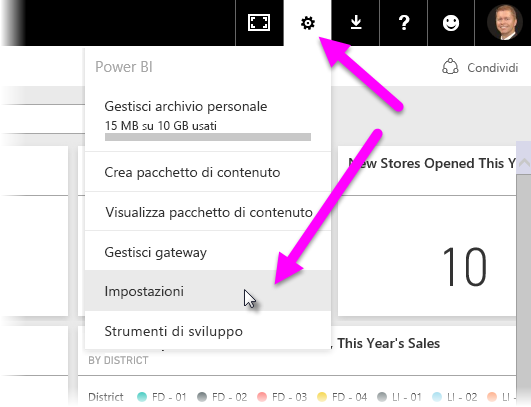 Power BI
Condividi
Gestisci archivio personale
15 MB su 10 GB usati
Crea pacchetto di contenuto
New Stores Opened This Y
Visualizza pacchetto di contenuto
Gestisci gateway
10
Impostazioni
Strumenti di sviluppo
, This Year's Sales
BY DISTRICT
District FD - 01 FD - 02 FD - 03 FD - 04 LI - 01 LI - 02 LI -